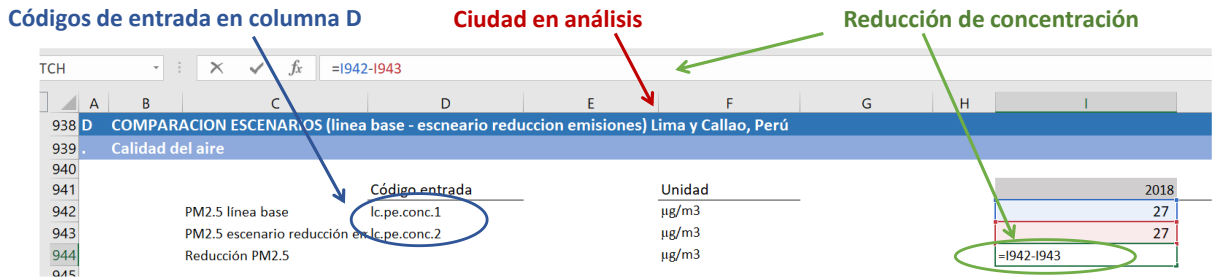 Códigos de entrada en columna D Ciudad en análisis Reducción de concentración
TCH =I942-I943
A B C D E F G H I
938 D COMPARACION ESCENARIOS (linea base - escneario reduccion emisiones) Lima y Callao, Perú
939 . Calidad del aire
940
941 Código entrada Unidad 2018
942 PM2.5 línea base lc.pe.conc.1 µg/m3 27
943 PM2.5 escenario reducción em lc.pe.conc.2 µg/m3 27
944 Reducción PM2.5 µg/m3 =I942-I943
945